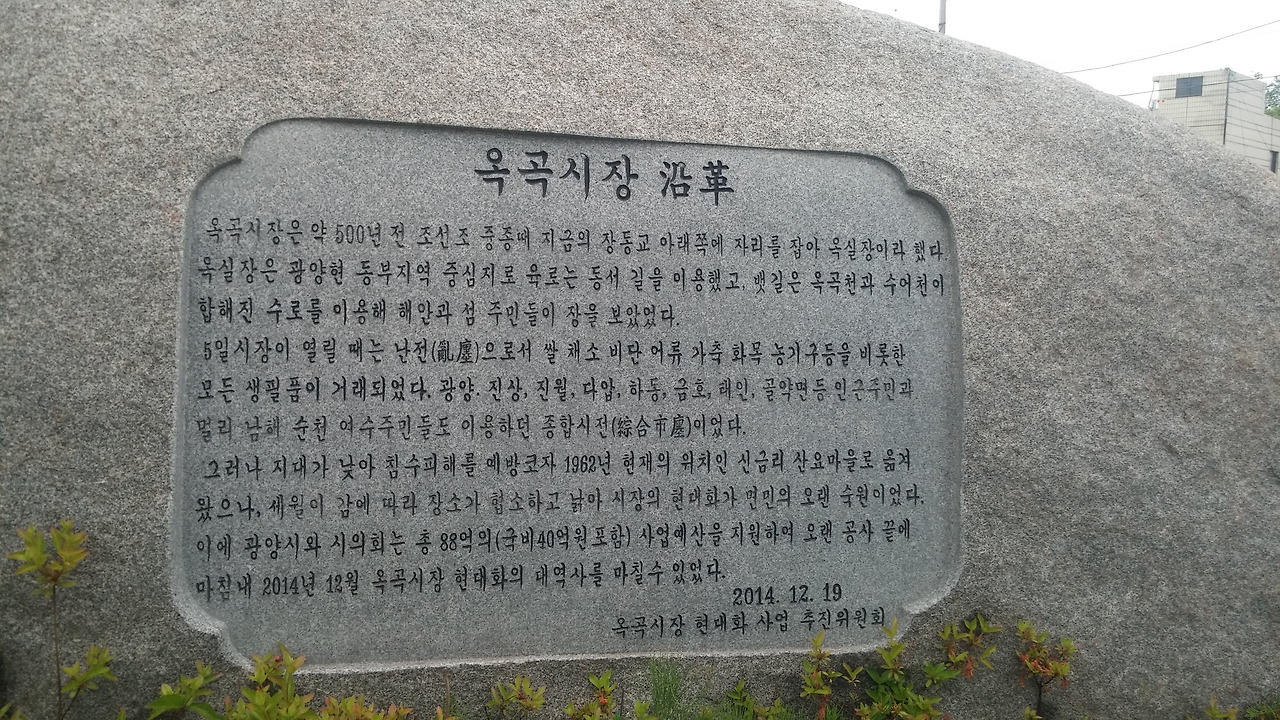 옥곡시장 沿革
옥곡시장은 약 500년 전 조선조 중종때 지금의 장동교 아래쪽에 자리를 잡아 옥실장이라 했다.
옥실장은 광양현 동부지역 중심지로 육로는 동서 길을 이용했고, 뱃길은 옥곡천과 수어천이
합해진 수로를 이용해 해안과 섬 주민들이 장을 보았었다.
5일시장이 열릴 때는 난전(亂廛)으로서 쌀 채소 비단 어류 가축 화목 농기구등을 비롯한
모든 생필품이 거래되었다. 광양. 진상, 진월, 다압, 하동, 금호, 태인, 골약면등 인근주민과
멀리 남해 순천 여수주민들도 이용하던 종합시전(綜合市廛)이었다.
그러나 지대가 낮아 침수피해를 예방코자 1962년 현재의 위치인 신금리 산요마을로 옮겨
왔으나, 세월이 감에 따라 장소가 협소하고 낡아 시장의 현대화가 면민의 오랜 숙원이었다.
이에 광양시와 시의회는 총 88억의(국비40억원포함) 사업예산을 지원하여 오랜 공사 끝에
마침내 2014년 12월 옥곡시장 현대화의 대역사를 마칠수 있었다.
2014. 12. 19
옥곡시장 현대화 사업 추진위원회